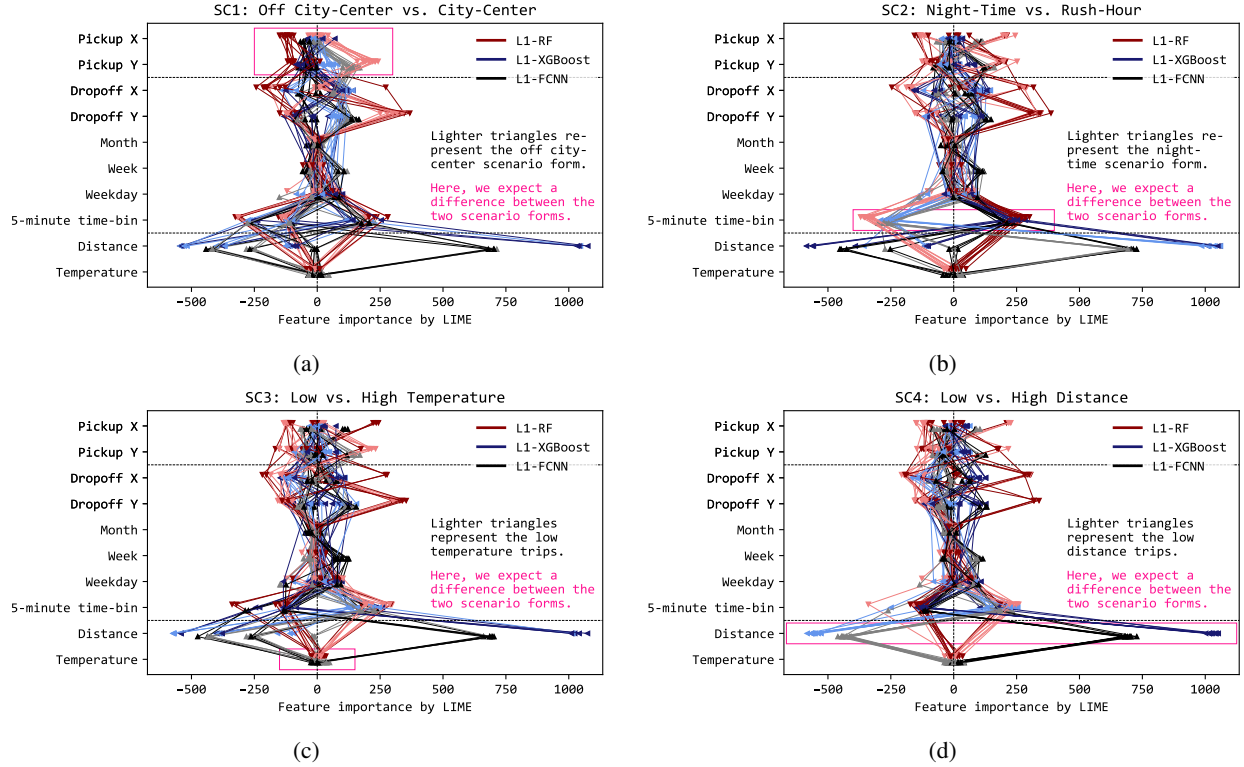 SC1: Off City-Center vs. City-Center
Pickup X
Pickup Y
Dropoff X
Dropoff Y
Month
Week
Weekday
5-minute time-bin
Distance
Temperature
L1-RF
L1-XGBoost
L1-FCNN
Lighter triangles re-
present the off city-
center scenario form.
Here, we expect a
difference between the
two scenario forms.
−500 −250 0 250 500 750 1000
Feature importance by LIME
(a)
SC2: Night-Time vs. Rush-Hour
Pickup X
Pickup Y
Dropoff X
Dropoff Y
Month
Week
Weekday
5-minute time-bin
Distance
Temperature
L1-RF
L1-XGBoost
L1-FCNN
Lighter triangles re-
present the night-
time scenario form.
Here, we expect a
difference between the
two scenario forms.
−500 −250 0 250 500 750 1000
Feature importance by LIME
(b)
SC3: Low vs. High Temperature
Pickup X
Pickup Y
Dropoff X
Dropoff Y
Month
Week
Weekday
5-minute time-bin
Distance
Temperature
L1-RF
L1-XGBoost
L1-FCNN
Lighter triangles
represent the low
temperature trips.
Here, we expect a
difference between the
two scenario forms.
−500 −250 0 250 500 750 1000
Feature importance by LIME
(c)
SC4: Low vs. High Distance
Pickup X
Pickup Y
Dropoff X
Dropoff Y
Month
Week
Weekday
5-minute time-bin
Distance
Temperature
L1-RF
L1-XGBoost
L1-FCNN
Lighter triangles
represent the low
distance trips.
Here, we expect a
difference between the
two scenario forms.
−500 −250 0 250 500 750 1000
Feature importance by LIME
(d)